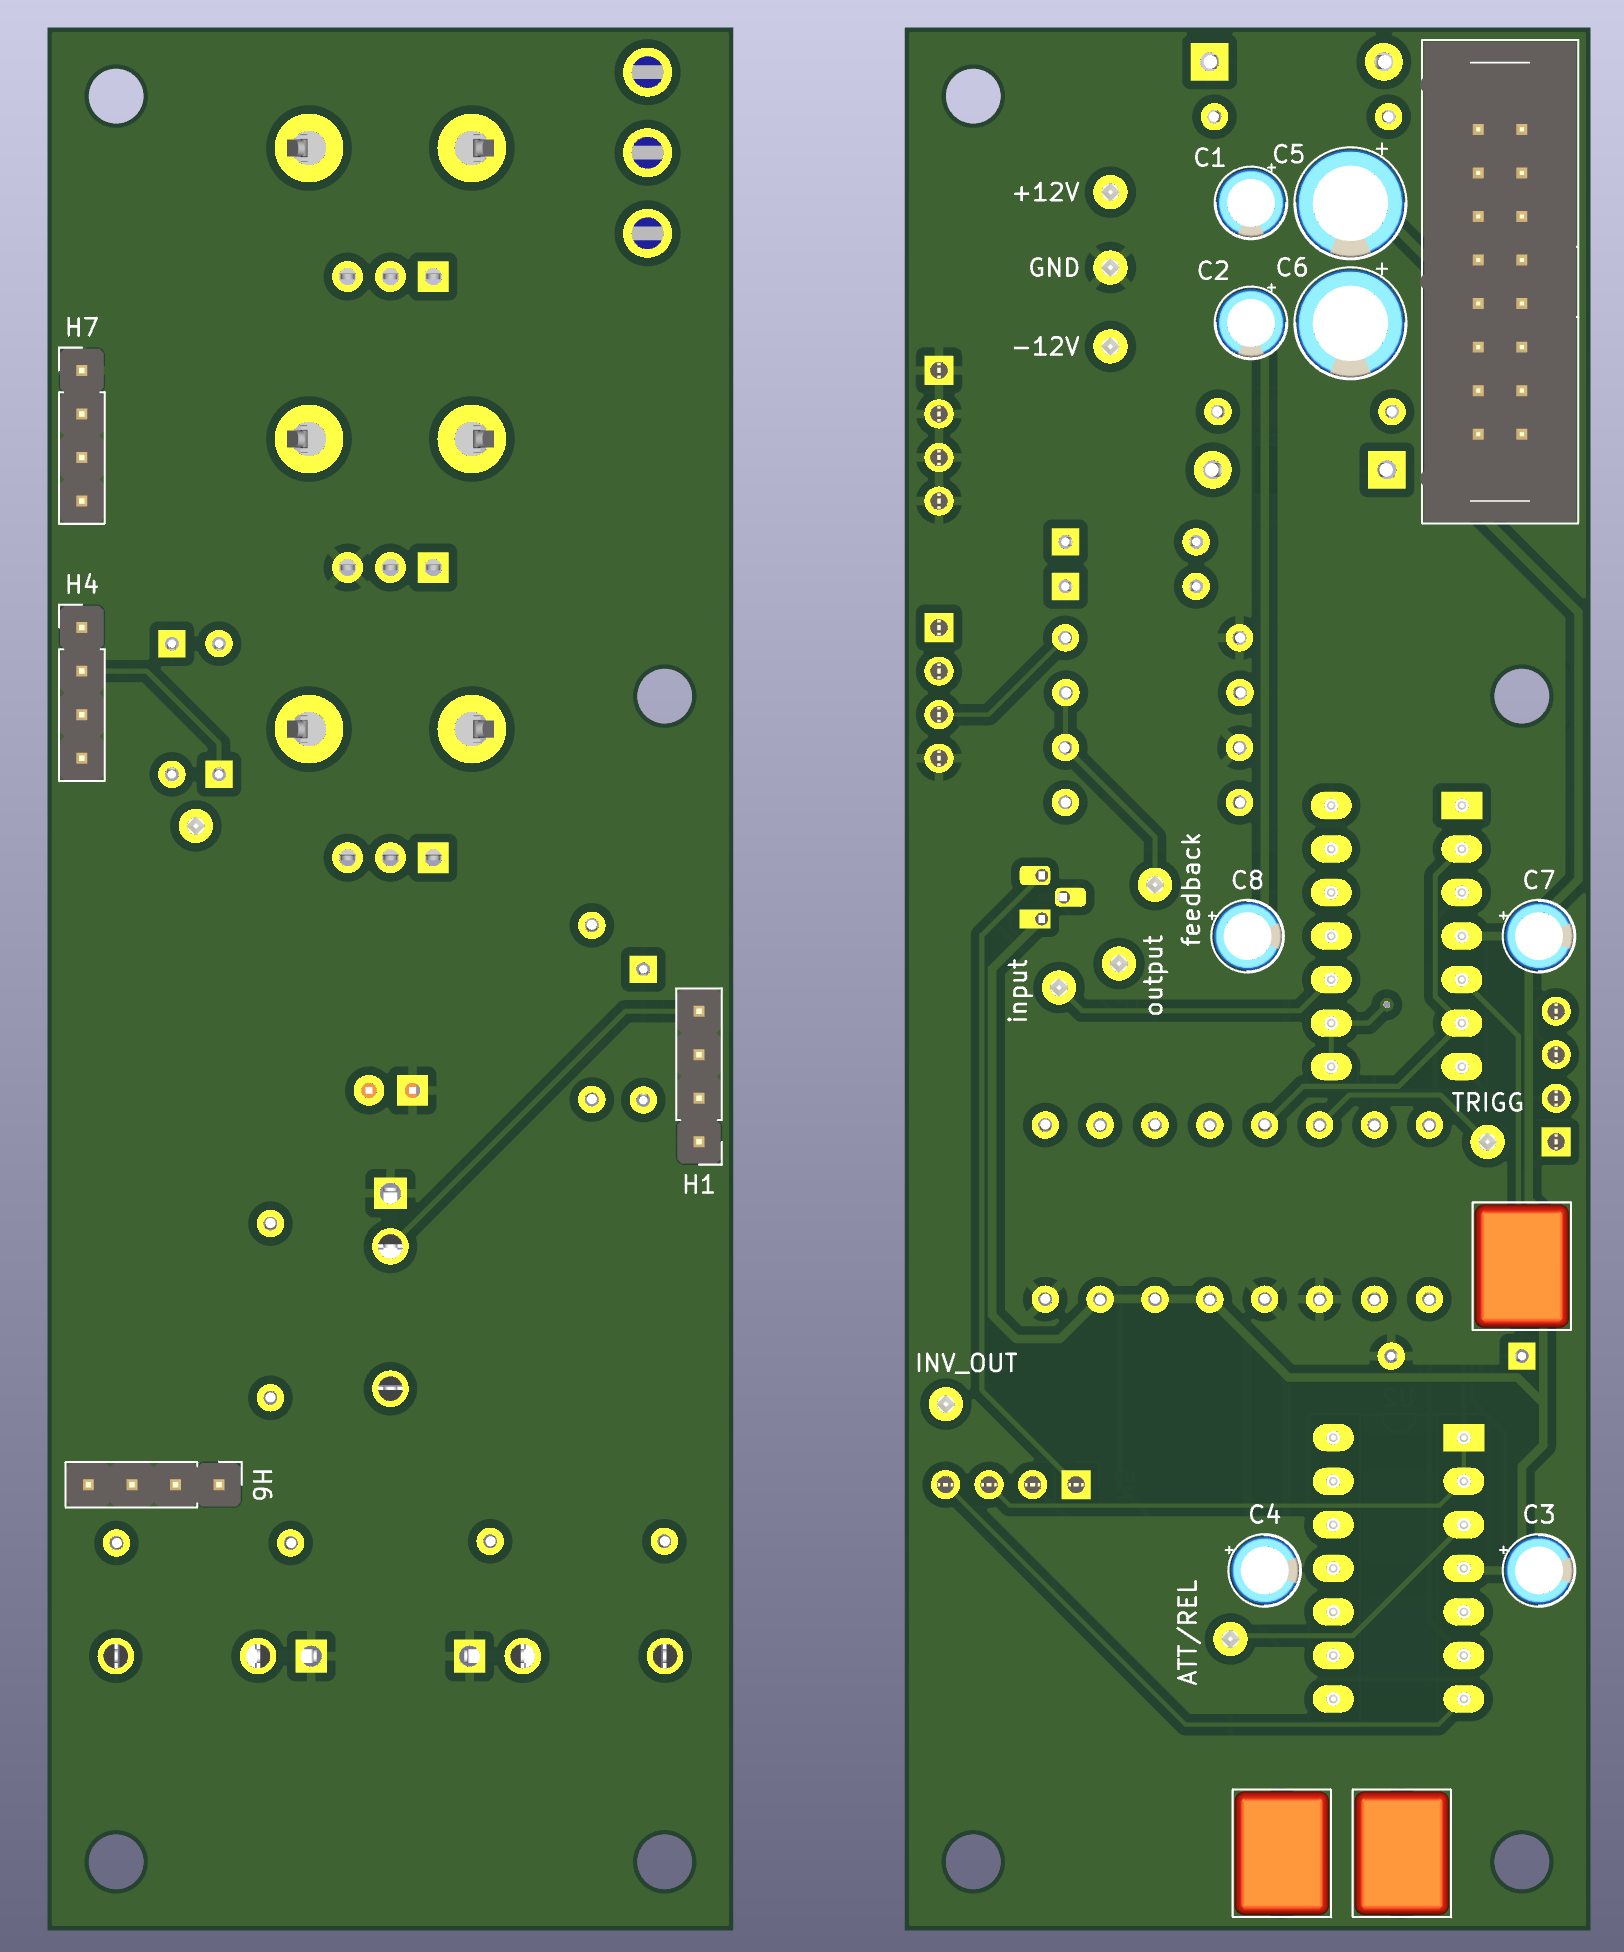 H7
H4
H1
H6
C1
C5
+12V
GND
C2
C6
-12V
feedback
C8
C7
input
output
TRIGG
INV_OUT
C4
C3
ATT/REL